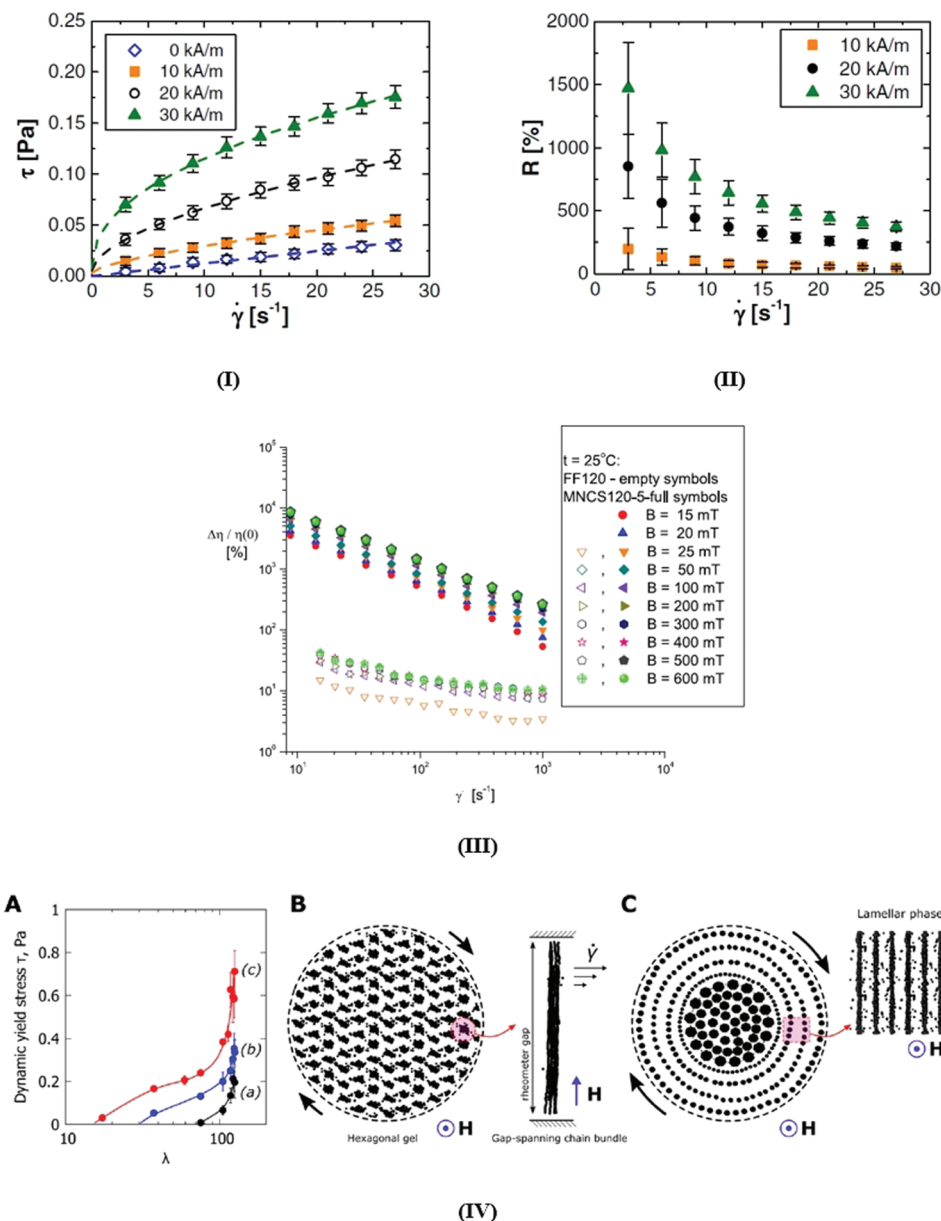 0.25
0.20
0.15
0.10
0.05
0.00
τ [Pa]
0 kA/m
10 kA/m
20 kA/m
30 kA/m
0 5 10 15 20 25 30
γ̇ [s⁻¹]
(I)
2000
1500
1000
500
0
R [%]
10 kA/m
20 kA/m
30 kA/m
0 5 10 15 20 25 30
γ̇ [s⁻¹]
(II)
10⁵
10⁴
10³
10²
10¹
10⁰
Δη / η(0)
[%]
10¹ 10² 10³ 10⁴
γ̇ [s⁻¹]
t = 25°C:
FF120 - empty symbols
MNCS120-5-full symbols
B = 15 mT
B = 20 mT
, B = 25 mT
, B = 50 mT
, B = 100 mT
, B = 200 mT
, B = 300 mT
, B = 400 mT
, B = 500 mT
, B = 600 mT
(III)
A
1
0.8
0.6
0.4
0.2
0
Dynamic yield stress τ, Pa
(c)
(b)
(a)
10 100
λ
B
Hexagonal gel
H
rheometer gap
γ̇
H
Gap-spanning chain bundle
C
H
Lamellar phase
H
(IV)